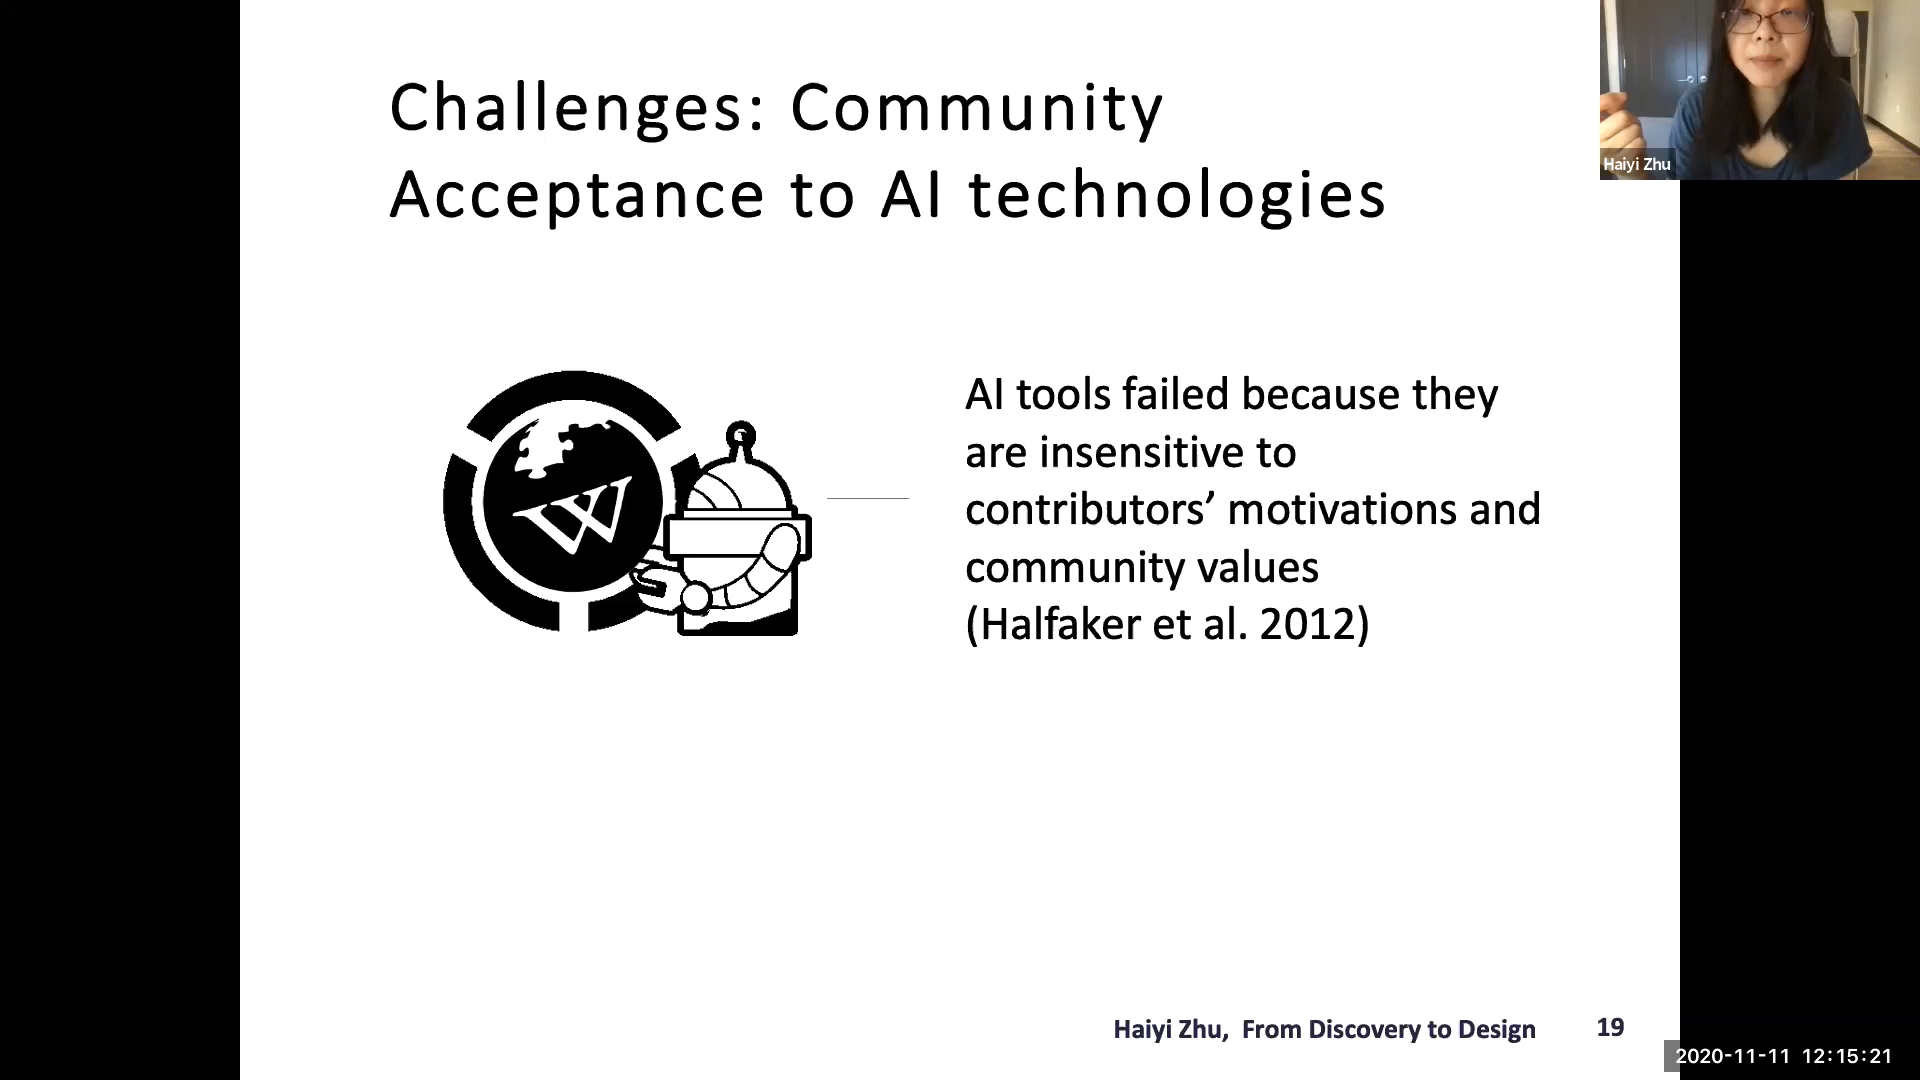 Challenges: Community
Acceptance to AI technologies
Haiyi Zhu
W
AI tools failed because they
are insensitive to
contributors’ motivations and
community values
(Halfaker et al. 2012)
Haiyi Zhu,  From Discovery to Design
19
2020-11-11 12:15:21